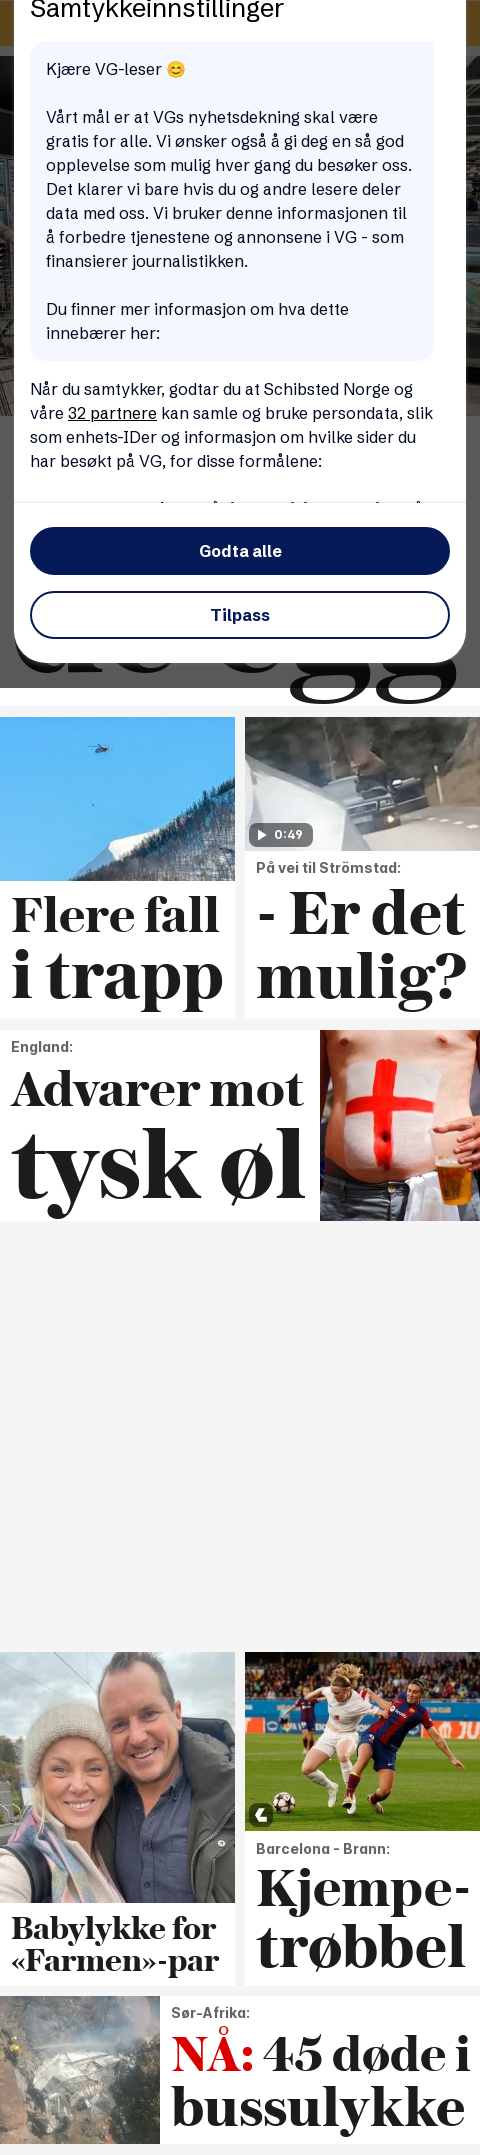 Samtykkeinnstillinger
Kjære VG-leser 😊
Vårt mål er at VGs nyhetsdekning skal være
gratis for alle. Vi ønsker også å gi deg en så god
opplevelse som mulig hver gang du besøker oss.
Det klarer vi bare hvis du og andre lesere deler
data med oss. Vi bruker denne informasjonen til
å forbedre tjenestene og annonsene i VG - som
finansierer journalistikken.
Du finner mer informasjon om hva dette
innebærer her:
Når du samtykker, godtar du at Schibsted Norge og
våre 32 partnere kan samle og bruke persondata, slik
som enhets-IDer og informasjon om hvilke sider du
har besøkt på VG, for disse formålene:
Godta alle
Tilpass
de egg
0:49
Flere fall
i trapp
På vei til Strömstad:
- Er det
mulig?
England:
Advarer mot
tysk øl
Babylykke for
«Farmen»-par
Barcelona - Brann:
Kjempe-
trøbbel
Sør-Afrika:
NÅ: 45 døde i
bussulykke